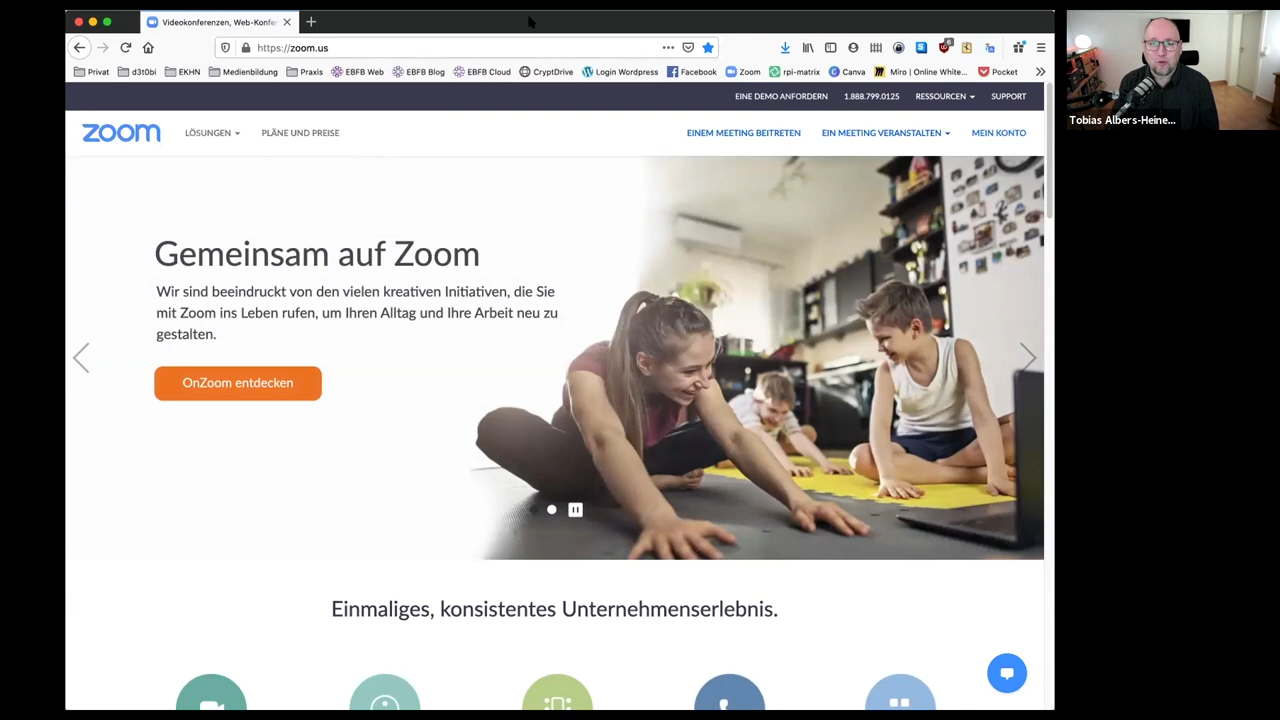 Videokonferenzen, Web-Konfe
https://zoom.us
Privat d3t0bi EKHN Medienbildung Praxis EBFB Web EBFB Blog EBFB Cloud CryptDrive Login Wordpress Facebook Zoom rpi-matrix Canva Miro | Online White... Pocket
EINE DEMO ANFORDERN 1.888.799.0125 RESSOURCEN SUPPORT
zoom LÖSUNGEN PLÄNE UND PREISE EINEM MEETING BEITRETEN EIN MEETING VERANSTALTEN MEIN KONTO
Gemeinsam auf Zoom
Wir sind beeindruckt von den vielen kreativen Initiativen, die Sie
mit Zoom ins Leben rufen, um Ihren Alltag und Ihre Arbeit neu zu
gestalten.
OnZoom entdecken
Einmaliges, konsistentes Unternehmenserlebnis.
Tobias Albers-Heine...